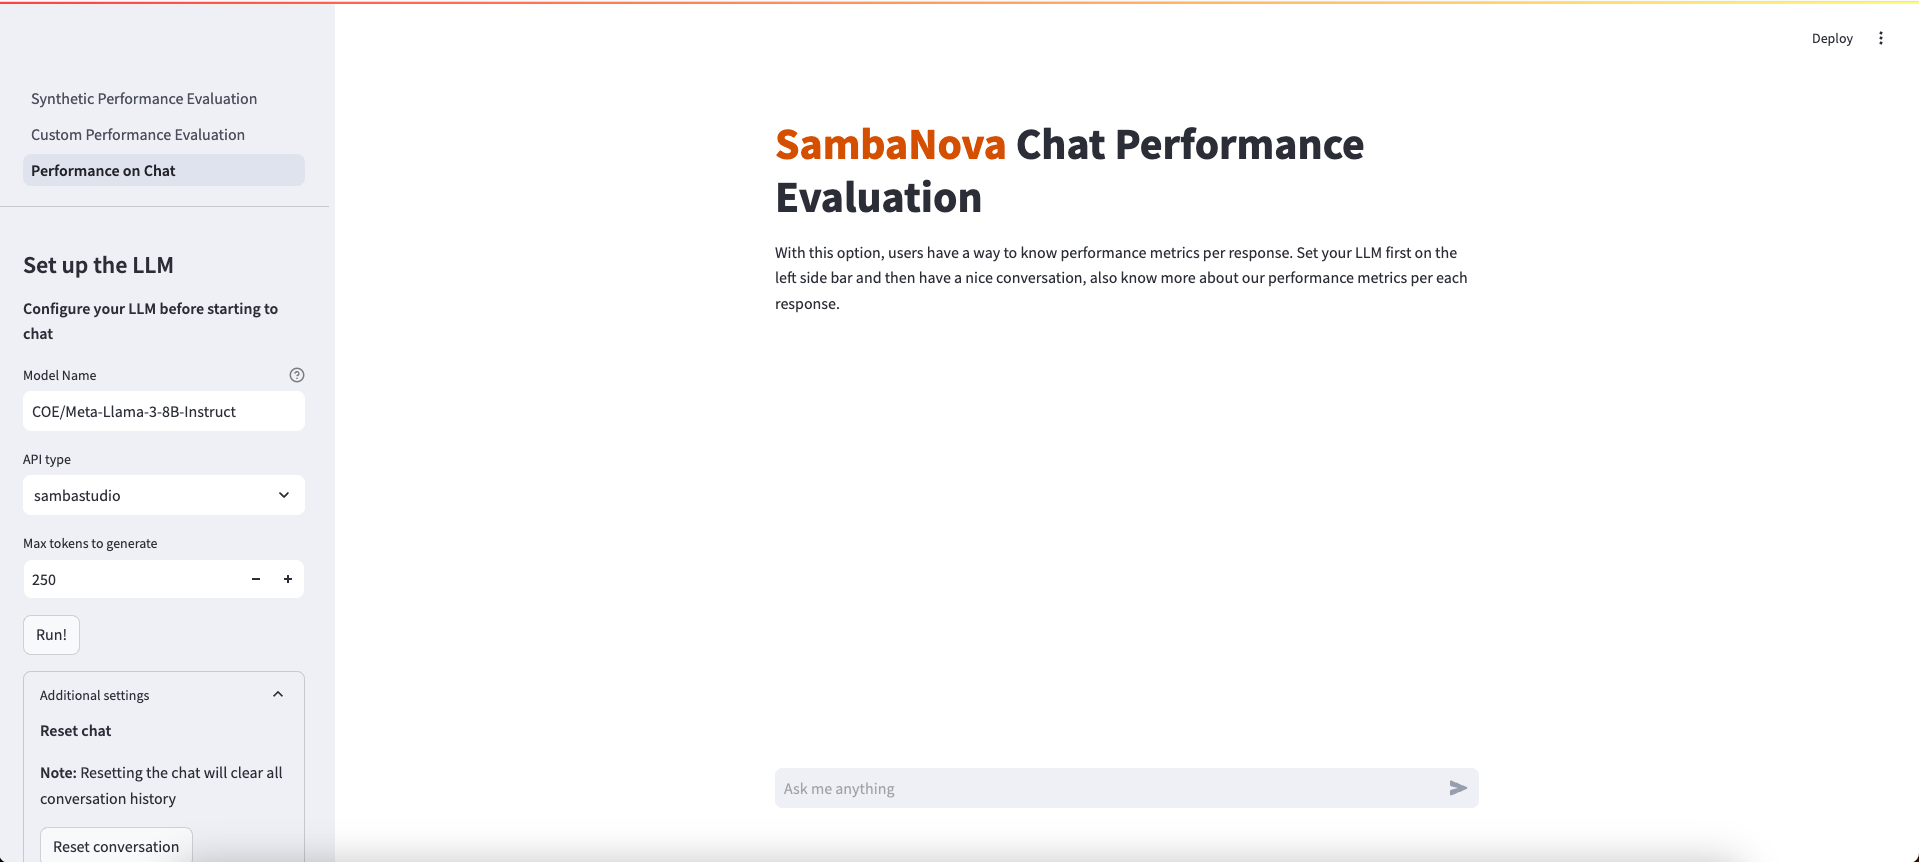 Deploy
Synthetic Performance Evaluation
Custom Performance Evaluation
Performance on Chat
Set up the LLM
Configure your LLM before starting to
chat
Model Name
COE/Meta-Llama-3-8B-Instruct
API type
sambastudio
Max tokens to generate
250
Run!
Additional settings
Reset chat
Note: Resetting the chat will clear all
conversation history
Reset conversation
SambaNova Chat Performance
Evaluation
With this option, users have a way to know performance metrics per response. Set your LLM first on the
left side bar and then have a nice conversation, also know more about our performance metrics per each
response.
Ask me anything